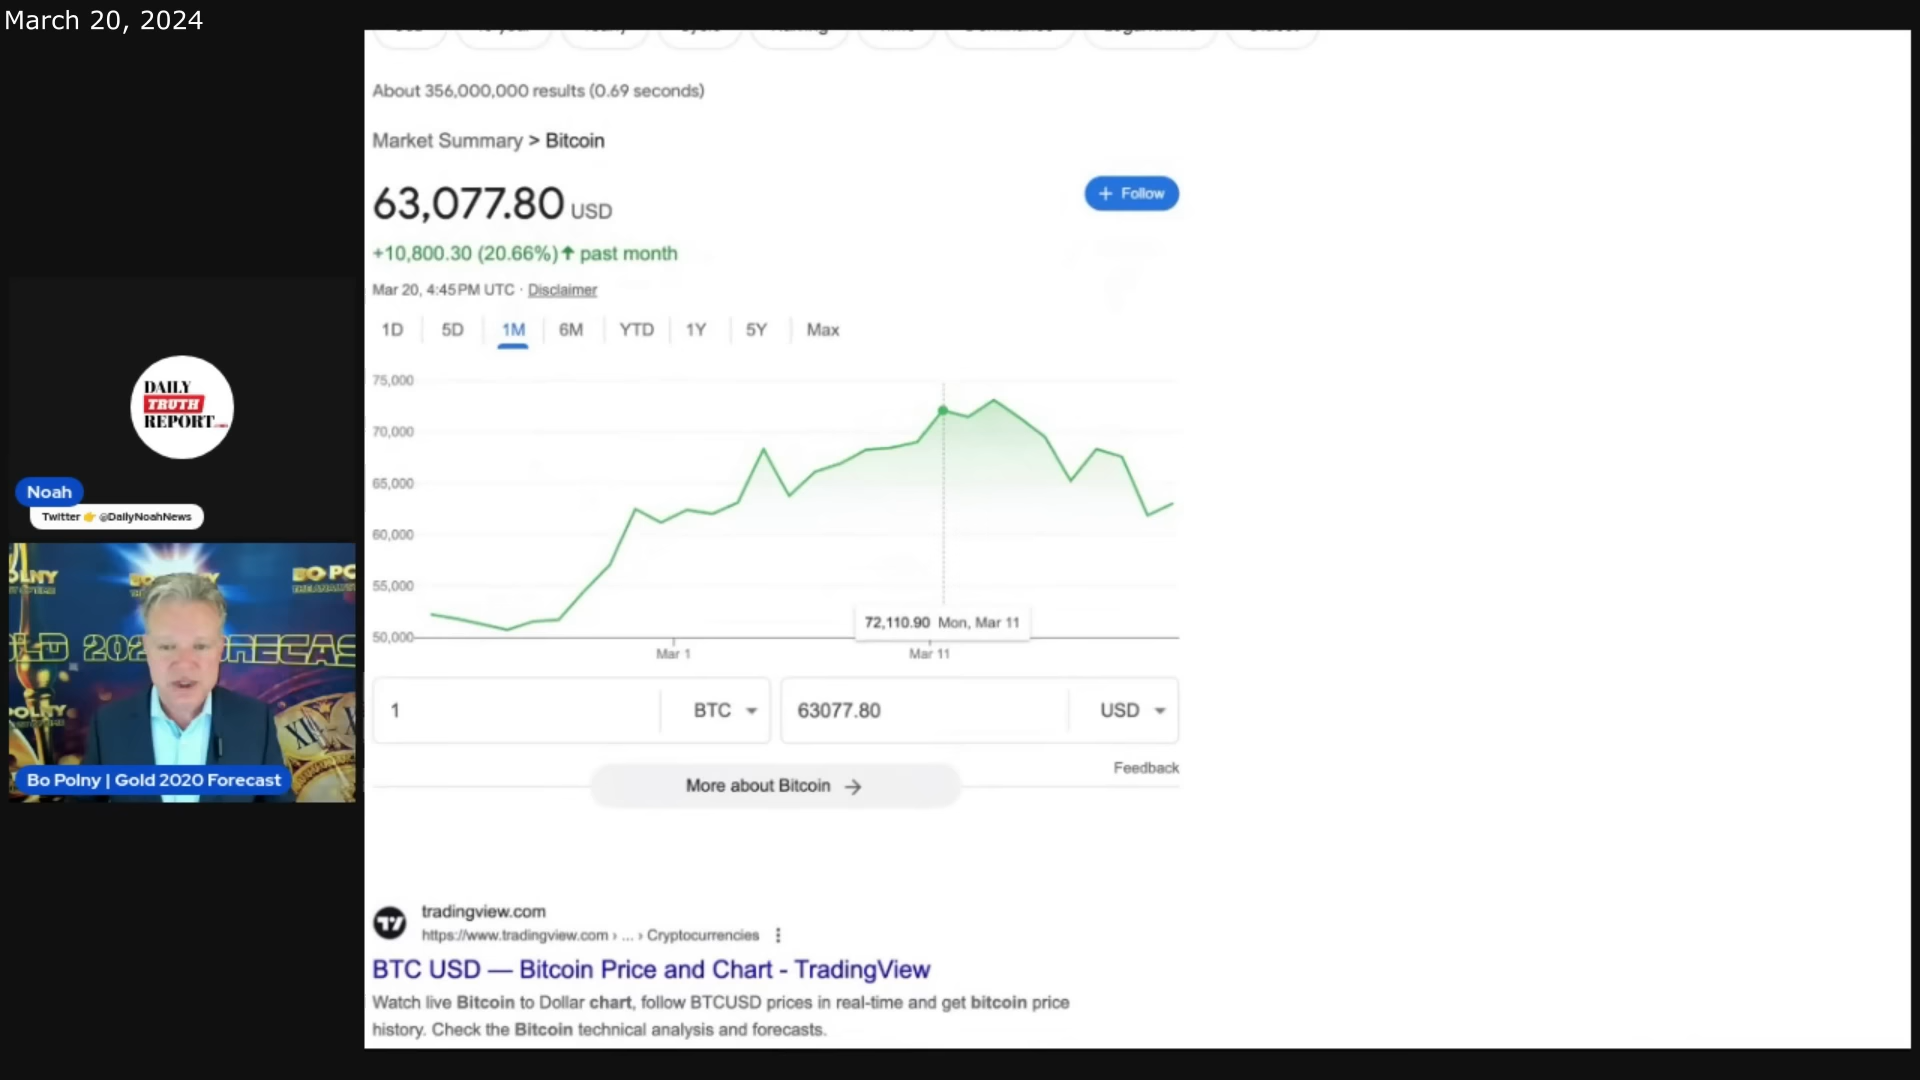 March 20, 2024
About 356,000,000 results (0.69 seconds)
Market Summary > Bitcoin
63,077.80 USD
+ Follow
+10,800.30 (20.66%) ↑ past month
Mar 20, 4:45 PM UTC · Disclaimer
1D 5D 1M 6M YTD 1Y 5Y Max
75,000
70,000
65,000
60,000
55,000
50,000
72,110.90 Mon, Mar 11
Mar 1 Mar 11
1 BTC 63077.80 USD
Feedback
More about Bitcoin →
tradingview.com
https://www.tradingview.com › ... › Cryptocurrencies
BTC USD — Bitcoin Price and Chart - TradingView
Watch live Bitcoin to Dollar chart, follow BTCUSD prices in real-time and get bitcoin price
history. Check the Bitcoin technical analysis and forecasts.
DAILY
TRUTH
REPORT
Noah
Twitter 👉 @DailyNoahNews
Bo Polny | Gold 2020 Forecast